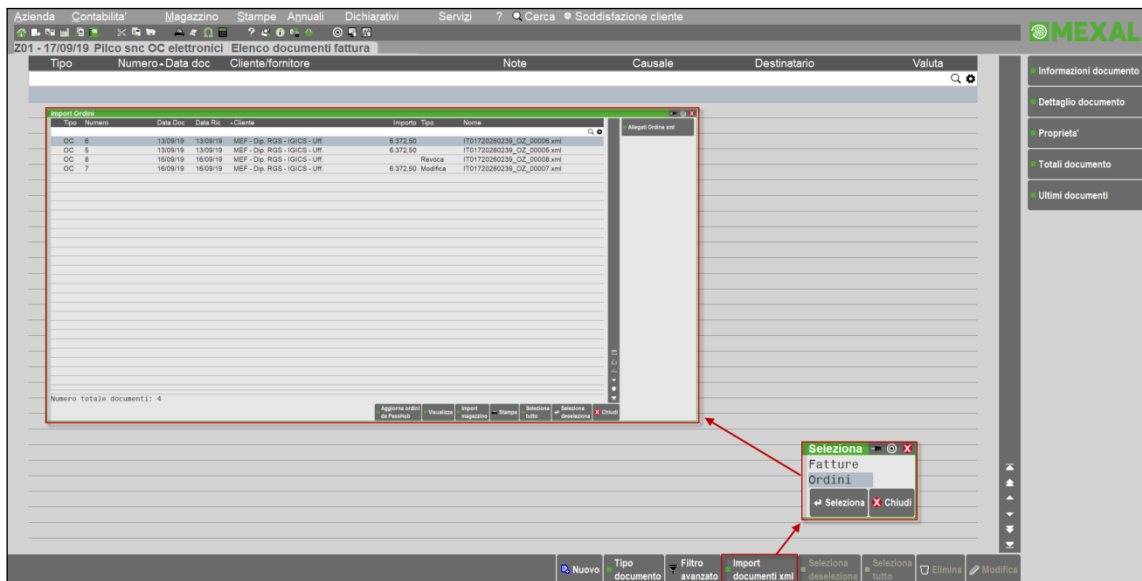 Azienda Contabilita' Magazzino Stampe Annuali Dichiarativi Servizi ? Cerca Soddisfazione cliente
MEXAL
Z01 - 17/09/19 Pilco snc OC elettronici Elenco documenti fattura
Tipo Numero Data doc Cliente/fornitore Note Causale Destinatario Valuta
Informazioni documento
Dettaglio documento
Proprieta'
Totali documento
Ultimi documenti
Import Ordini
Tipo Numero Data Doc Data Ric Cliente Importo Tipo Nome
Allegati Ordine xml
OC 6 13/09/19 13/09/19 MEF - Dip. RGS - IGICS - Uff. 6.372,50 IT01720260239_OZ_00006.xml
OC 5 13/09/19 13/09/19 MEF - Dip. RGS - IGICS - Uff. 6.372,50 IT01720260239_OZ_00005.xml
OC 8 16/09/19 16/09/19 MEF - Dip. RGS - IGICS - Uff. Revoca IT01720260239_OZ_00008.xml
OC 7 16/09/19 16/09/19 MEF - Dip. RGS - IGICS - Uff. 6.372,50 Modifica IT01720260239_OZ_00007.xml
Numero totale documenti: 4
Aggiorna ordini da PassHub Visualizza Import magazzino Stampa Seleziona tutto Seleziona deseleziona Chiudi
Seleziona
Fatture
Ordini
Seleziona Chiudi
Nuovo Tipo documento Filtro avanzato Import documenti xml Seleziona deseleziona Seleziona tutto Elimina Modifica